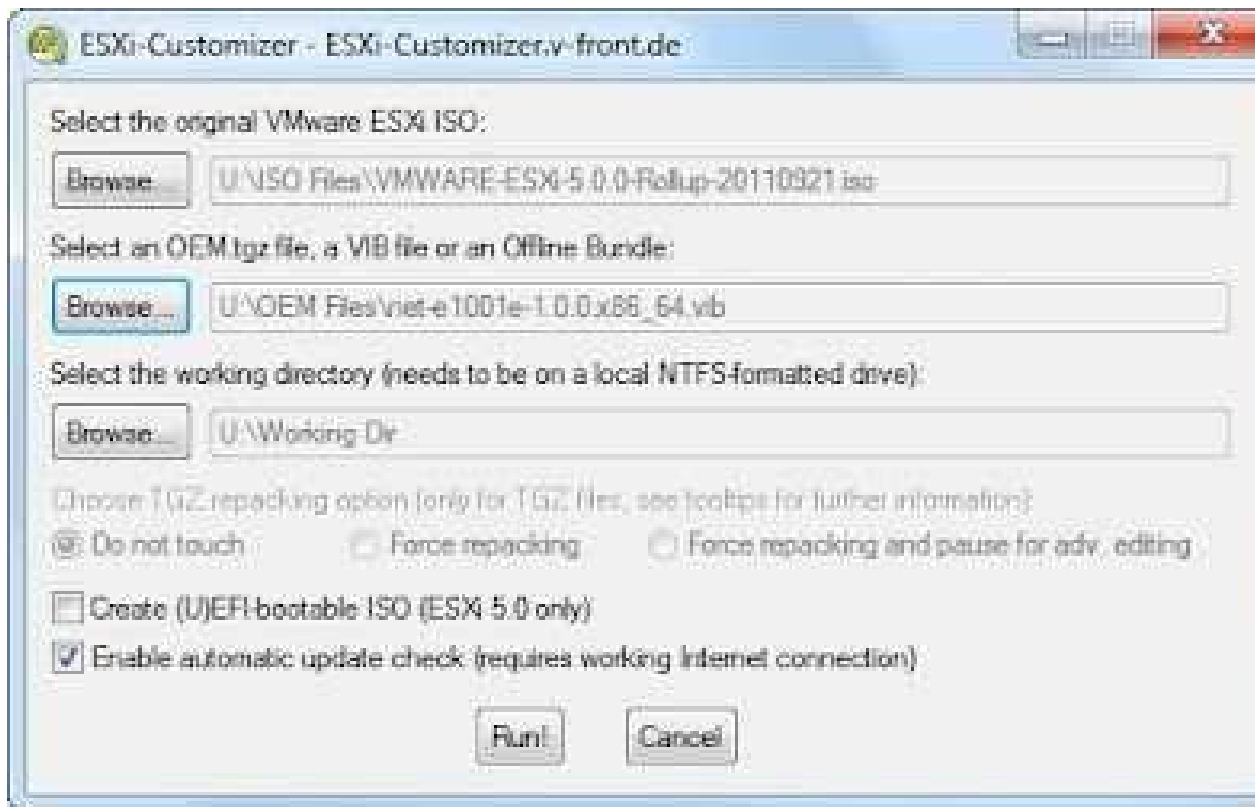 ESXi-Customizer - ESXi-Customizer.v-front.de
Select the original VMware ESXi ISO:
Browse... U:\ISO Files\VMWARE-ESXi-5.0.0-Rollup-20110921.iso
Select an OEM.tgz file, a VIB file or an Offline Bundle:
Browse... U:\OEM Files\net-e1001e-1.0.0.x86_64.vib
Select the working directory (needs to be on a local NTFS-formatted drive):
Browse... U:\Working Dir
Choose TGZ repacking option (only for TGZ files, see tooltips for further information):
Do not touch Force repacking Force repacking and pause for adv. editing
Create (U)EFI-bootable ISO (ESXi 5.0 only)
Enable automatic update check (requires working Internet connection)
Run! Cancel